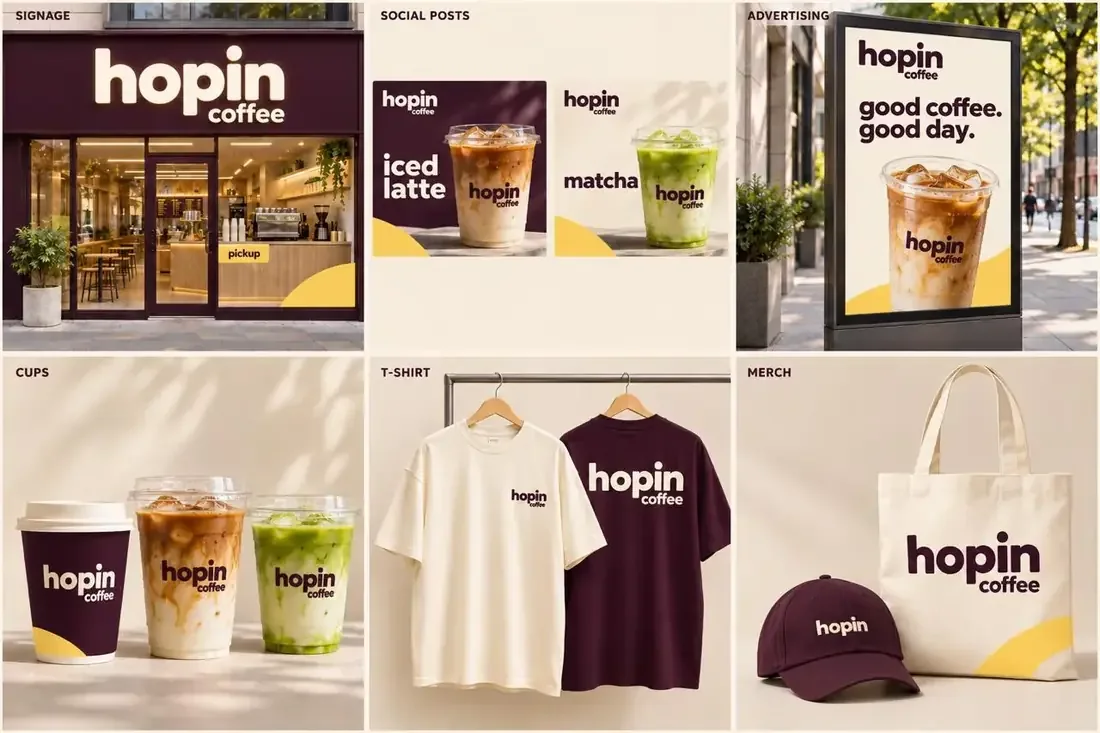 SIGNAGE
hopin
coffee
pickup
SOCIAL POSTS
hopin
coffee
iced
latte
hopin
coffee
hopin
coffee
matcha
hopin
coffee
ADVERTISING
hopin
coffee
good coffee.
good day.
hopin
coffee
CUPS
hopin
coffee
hopin
coffee
hopin
coffee
T-SHIRT
hopin
coffee
hopin
coffee
MERCH
hopin
hopin
coffee